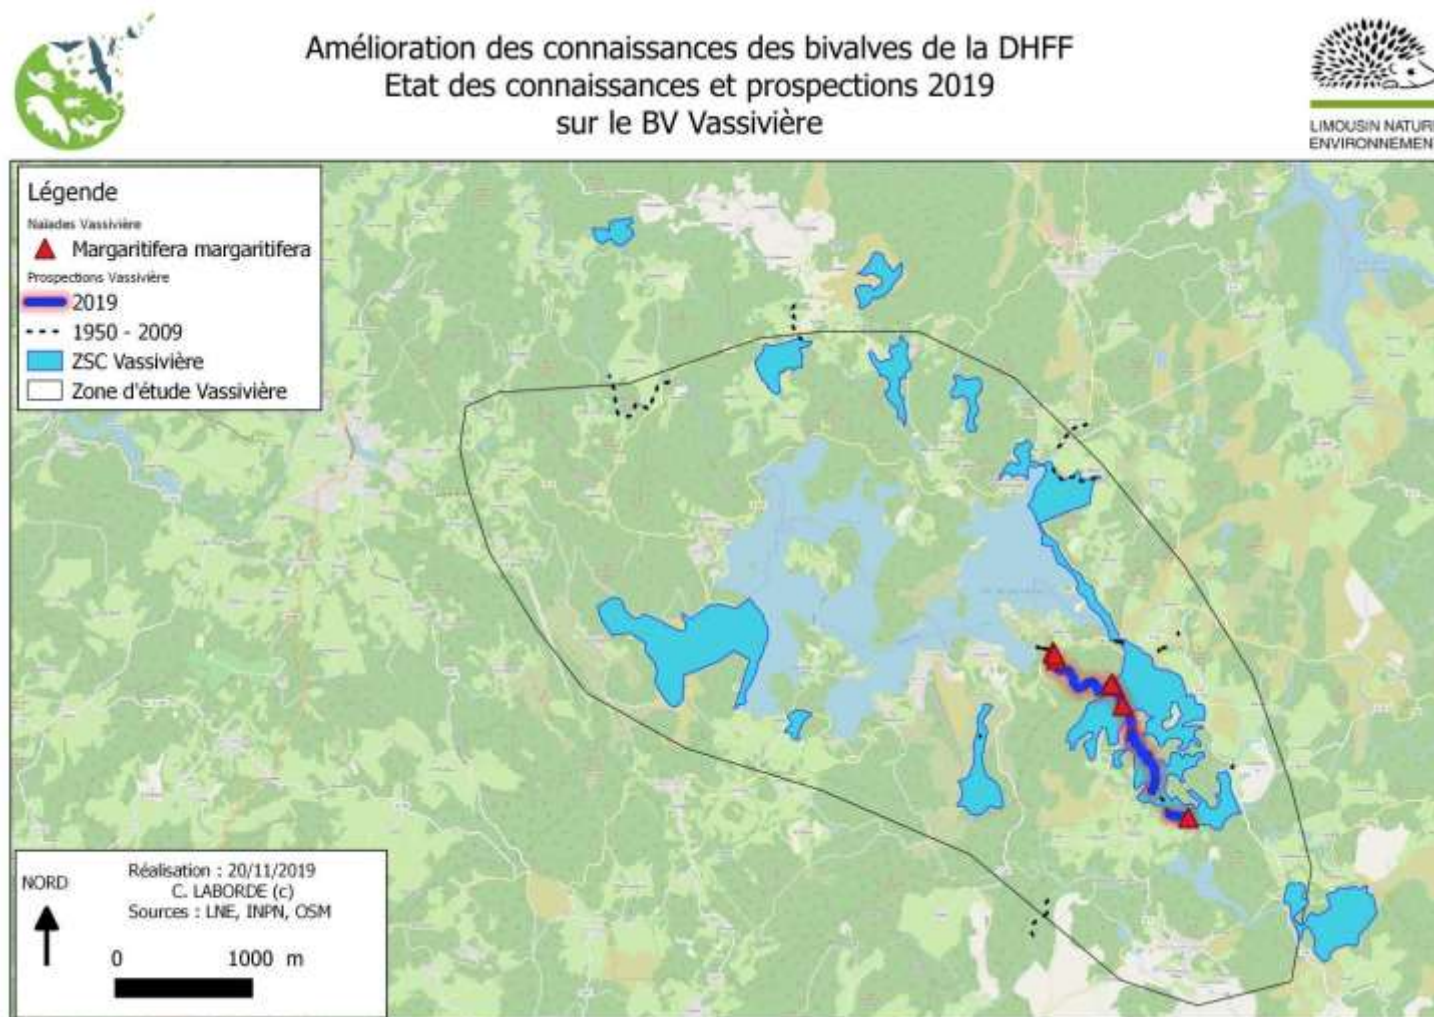 Amélioration des connaissances des bivalves de la DHFF
Etat des connaissances et prospections 2019
sur le BV Vassivière
LIMOUSIN NATURE
ENVIRONNEMENT
Légende
Naïades Vassivière
Margaritifera margaritifera
Prospections Vassivière
2019
1950 - 2009
ZSC Vassivière
Zone d'étude Vassivière
NORD
Réalisation : 20/11/2019
C. LABORDE (c)
Sources : LNE, INPN, OSM
0 1000 m